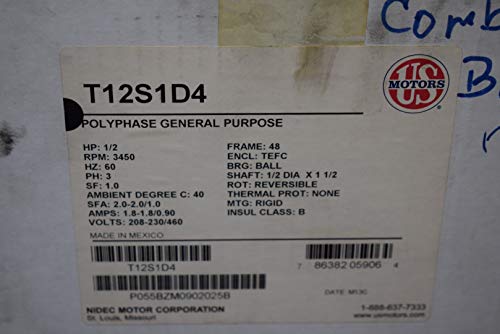 Comb
B
T12S1D4
US
MOTORS
®
POLYPHASE GENERAL PURPOSE
HP: 1/2
RPM: 3450
HZ: 60
PH: 3
SF: 1.0
AMBIENT DEGREE C: 40
SFA: 2.0-2.0/1.0
AMPS: 1.8-1.8/0.90
VOLTS: 208-230/460
FRAME: 48
ENCL: TEFC
BRG: BALL
SHAFT: 1/2 DIA X 1 1/2
ROT: REVERSIBLE
THERMAL PROT: NONE
MTG: RIGID
INSUL CLASS: B
MADE IN MEXICO
T12S1D4
7 86382 05906 4
P055BZM0902025B
DATE: M13C
NIDEC MOTOR CORPORATION
St. Louis, Missouri
1-888-637-7333
www.usmotors.com